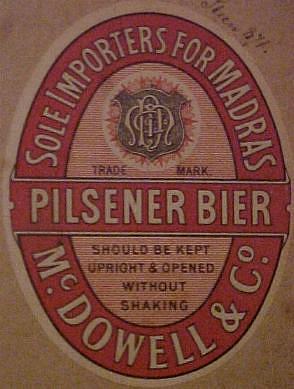 SOLE IMPORTERS FOR MADRAS
TRADE MARK.
PILSENER BIER
SHOULD BE KEPT
UPRIGHT & OPENED
WITHOUT
SHAKING
Mc DOWELL & Co.